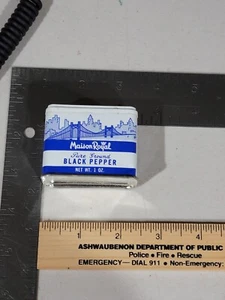 Maison Royal
Pure Ground
BLACK PEPPER
NET WT. 1 OZ.
1 2 3 4
ASHWAUBENON DEPARTMENT OF PUBLIC
Police • Fire • Rescue
EMERGENCY— DIAL 911 • Non-Emergency: